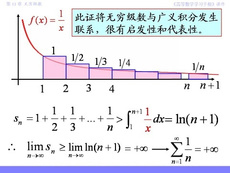 f(x) = 1/x
此证将无穷级数与广义积分发生
联系，很有启发性和代表性。
1
1/2
1/3
1/4
1/n
1 2 3 4 n n+1
s_n = 1 + 1/2 + 1/3 + ... + 1/n > ∫_1^{n+1} 1/x dx = ln(n+1)
∴ lim_{n→∞} s_n ≥ lim_{n→∞} ln(n+1) = +∞ → ∑_{n=1}^{∞} 1/n = +∞